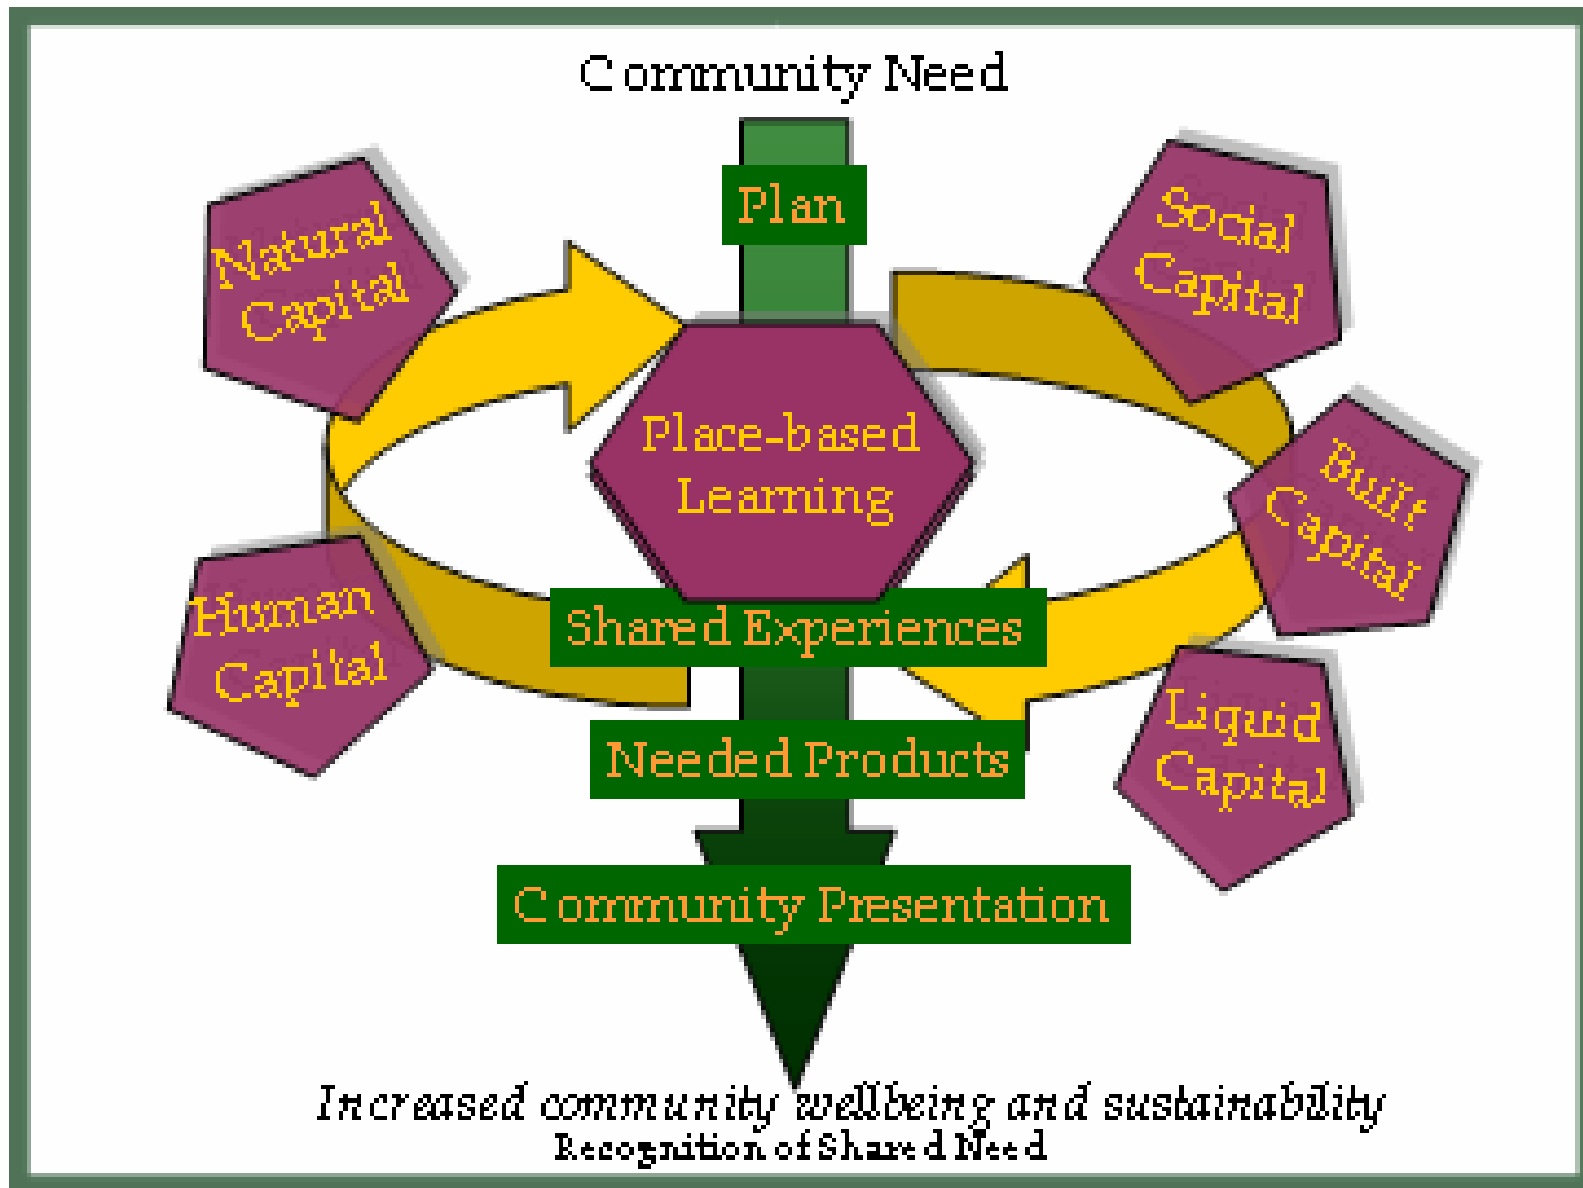 Community Need
Plan
Natural
Capital
Social
Capital
Place-based
Learning
Built
Capital
Human
Capital
Shared Experiences
Liquid
Capital
Needed Products
Community Presentation
Increased community wellbeing and sustainability
Recognition of Shared Need